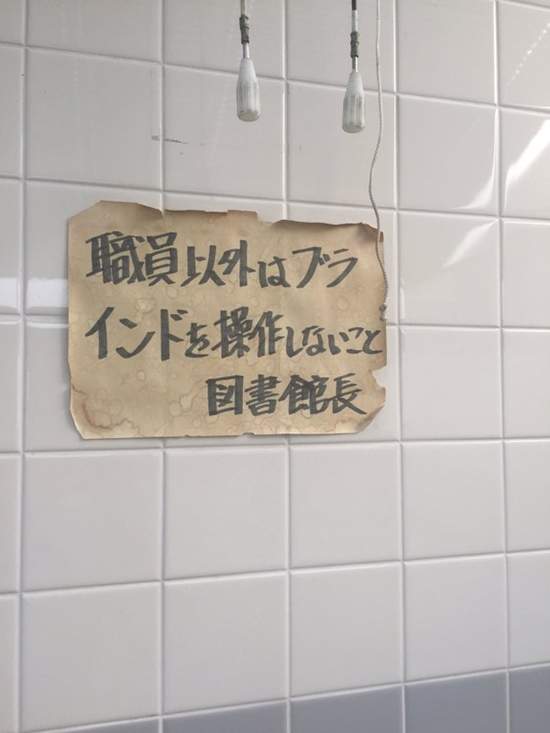 職員以外はブラ
インドを操作しないこと
図書館長